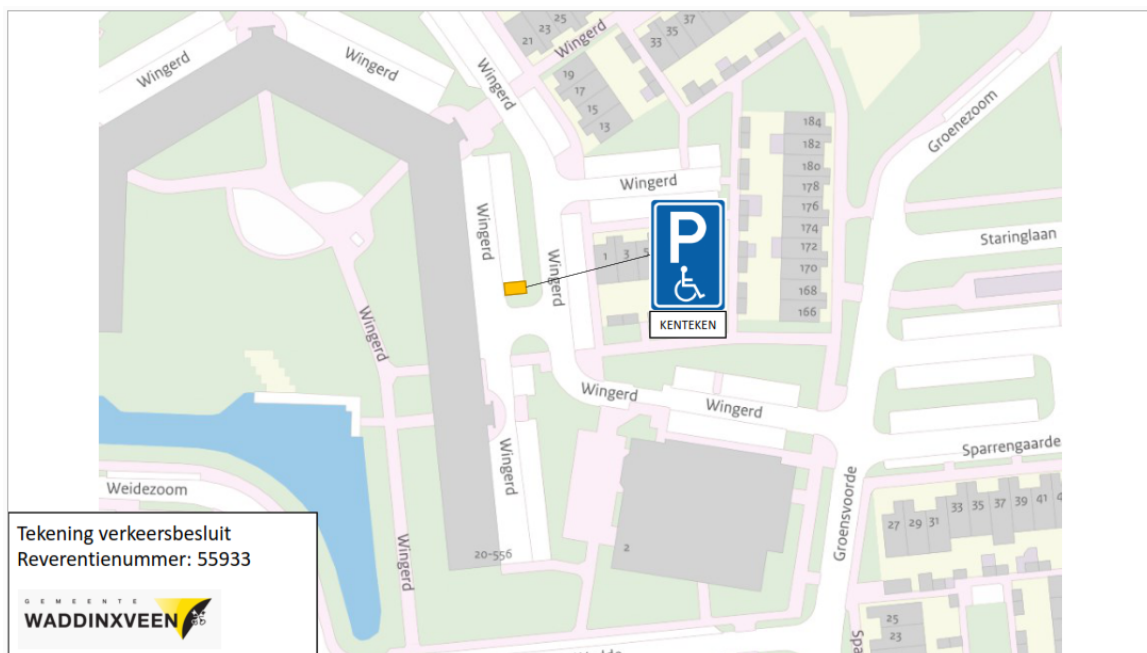 Wingerd
Wingerd
Wingerd
Wingerd
21
23
25
33
35
37
19
17
15
13
184
182
180
178
176
174
172
170
168
166
Groenezoom
Wingerd
Wingerd
Wingerd
1
3
5
P
KENTEKEN
Staringlaan
Wingerd
Wingerd
Wingerd
Sparrengaarde
Wingerd
Weidezoom
Wingerd
20-556
2
Groensvoorde
27
29
31
33
35
37
39
41
25
23
Tekening verkeersbesluit
Reverentienummer: 55933
GEMEENTE
WADDINXVEEN